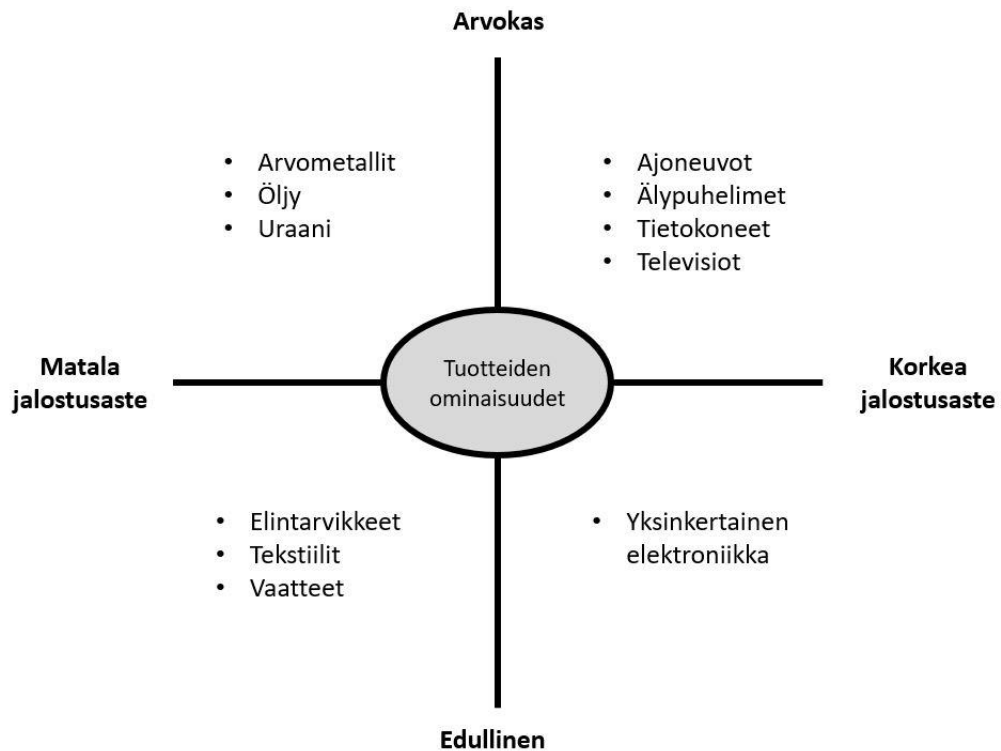 Arvokas
• Arvometallit
• Öljy
• Uraani
• Ajoneuvot
• Älypuhelimet
• Tietokoneet
• Televisiot
Matala
jalostusaste
Tuotteiden
ominaisuudet
Korkea
jalostusaste
• Elintarvikkeet
• Tekstiilit
• Vaatteet
• Yksinkertainen
elektroniikka
Edullinen